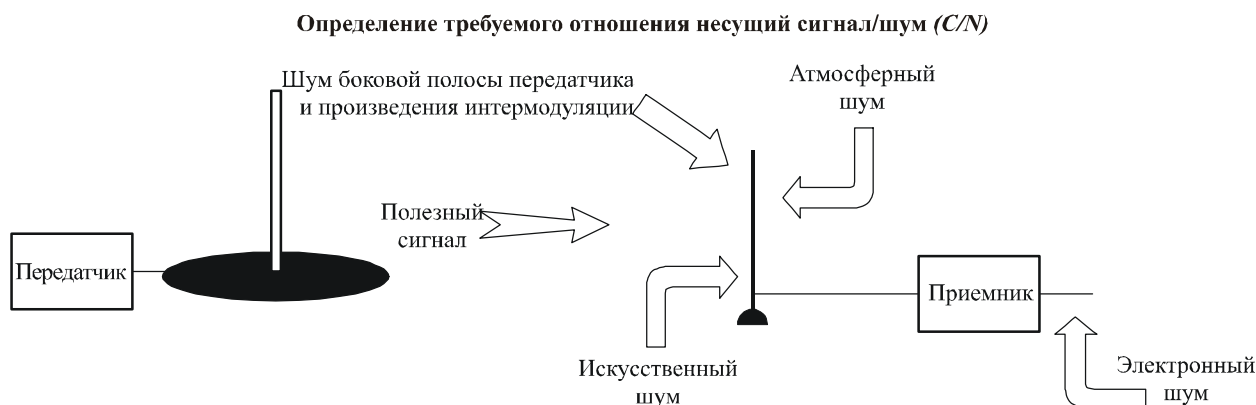 Определение требуемого отношения несущий сигнал/шум (C/N)
Шум боковой полосы передатчика
и произведения интермодуляции
Атмосферный
шум
Полезный
сигнал
Передатчик
Приемник
Искусственный
шум
Электронный
шум